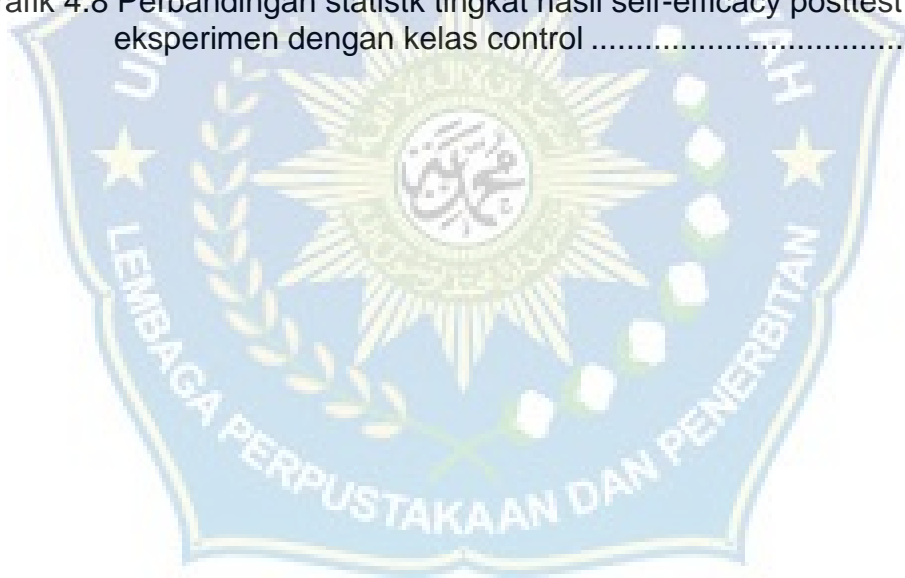 afik 4.8 Perbandingan statistk tingkat hasil self-efficacy posttest
eksperimen dengan kelas control ...................................
LEMBAGA PERPUSTAKAAN DAN PENERBITAN